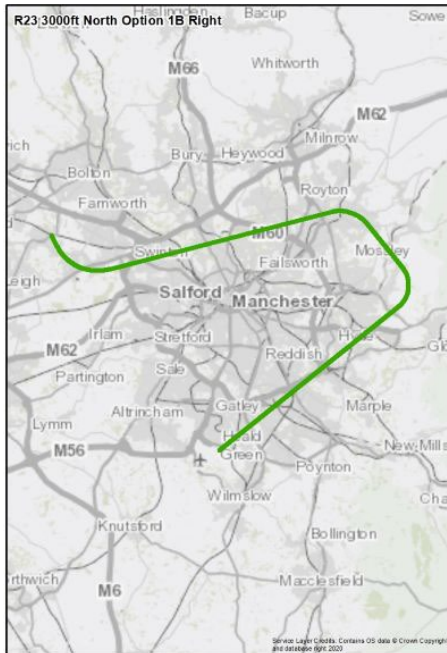 R23 3000ft North Option 1B Right
Haslingden
Bacup
Sowe
M66
Whitworth
M62
Milnrow
Bury
Heywood
Bolton
Royton
Farnworth
M60
Mossley
Swinton
Failsworth
Leigh
Salford
Manchester
Irlam
Stretford
Hyde
M62
Reddish
Partington
Sale
Altrincham
Gatley
Marple
Lymm
M56
Heald
Green
New Mills
Poynton
Wilmslow
Knutsford
Bollington
M6
Macclesfield
Service Layer Credits: Contains OS data © Crown Copyright
and database right 2020